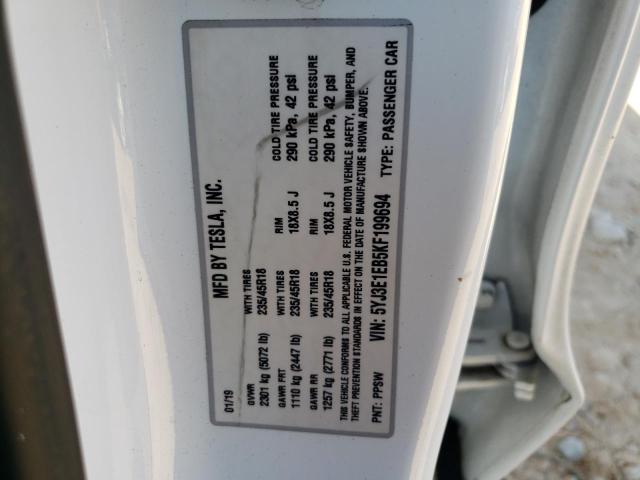 MFD BY TESLA, INC.
01/19
GVWR WITH TIRES
2301 kg (5072 lb) 235/45R18
GAWR FRT WITH TIRES RIM COLD TIRE PRESSURE
1110 kg (2447 lb) 235/45R18 18X8.5 J 290 kPa, 42 psi
GAWR RR WITH TIRES RIM COLD TIRE PRESSURE
1257 kg (2771 lb) 235/45R18 18X8.5 J 290 kPa, 42 psi
THIS VEHICLE CONFORMS TO ALL APPLICABLE U.S. FEDERAL MOTOR VEHICLE SAFETY, BUMPER, AND
THEFT PREVENTION STANDARDS IN EFFECT ON THE DATE OF MANUFACTURE SHOWN ABOVE.
VIN: 5YJ3E1EB5KF199694 TYPE: PASSENGER CAR
PNT: PPSW